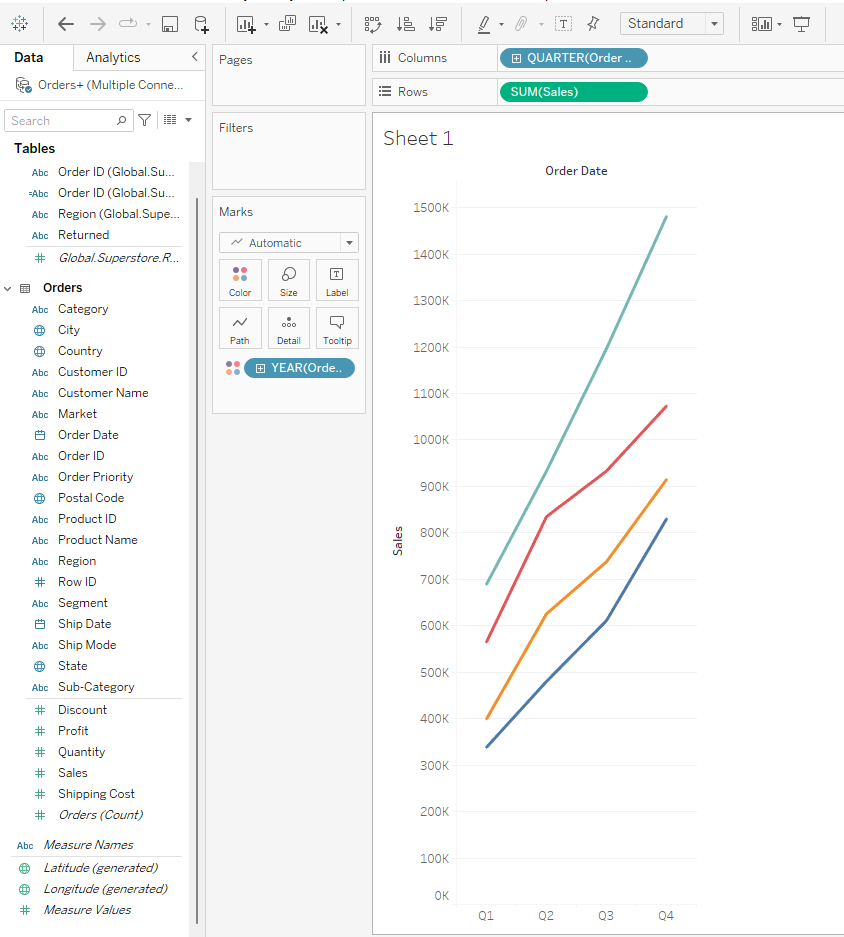 Standard
Data
Analytics
Orders+ (Multiple Conne...
Search
Tables
Abc Order ID (Global.Su...
=Abc Order ID (Global.Su...
Abc Region (Global.Supe...
Abc Returned
# Global.Superstore.R...
Orders
Abc Category
City
Country
Abc Customer ID
Abc Customer Name
Abc Market
Order Date
Abc Order ID
Abc Order Priority
Postal Code
Abc Product ID
Abc Product Name
Abc Region
# Row ID
Abc Segment
Ship Date
Abc Ship Mode
State
Abc Sub-Category
# Discount
# Profit
# Quantity
# Sales
# Shipping Cost
# Orders (Count)
Abc Measure Names
Latitude (generated)
Longitude (generated)
# Measure Values
Pages
Filters
Marks
Automatic
Color
Size
T
Label
Path
Detail
Tooltip
YEAR(Orde..
Columns
QUARTER(Order ..
Rows
SUM(Sales)
Sheet 1
Order Date
Sales
1500K
1400K
1300K
1200K
1100K
1000K
900K
800K
700K
600K
500K
400K
300K
200K
100K
0K
Q1
Q2
Q3
Q4